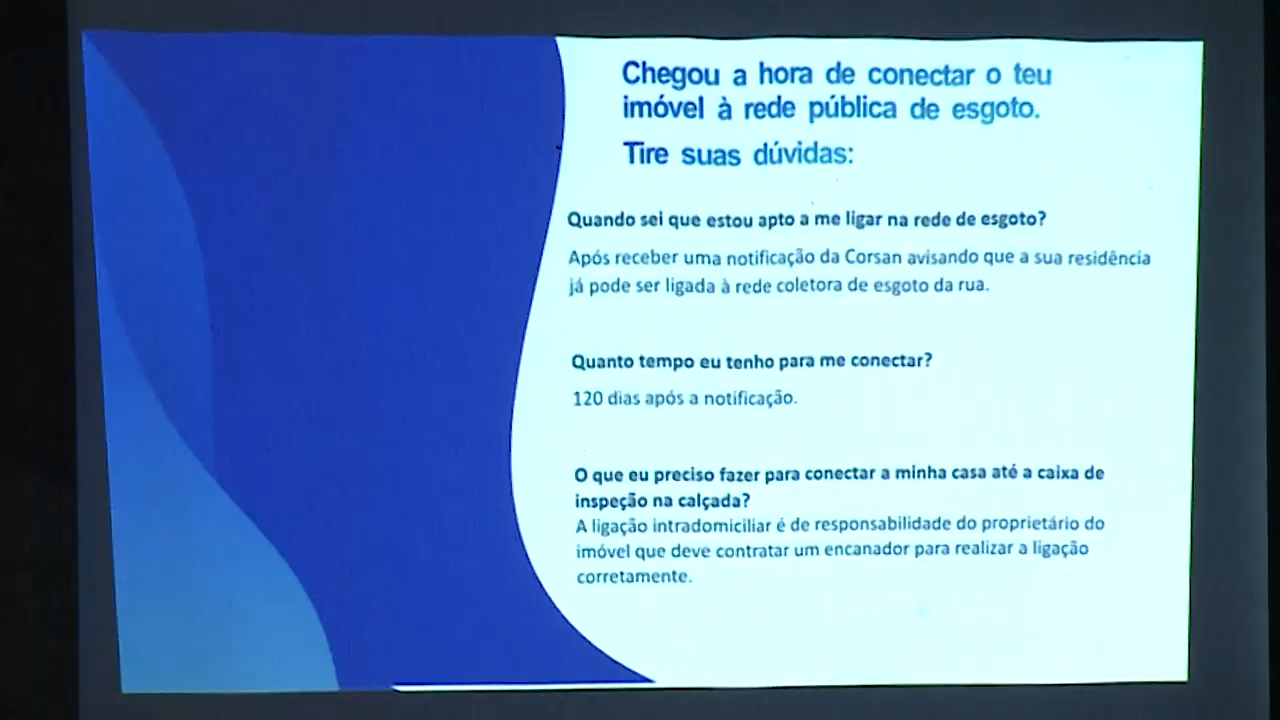 Chegou a hora de conectar o teu
imóvel à rede pública de esgoto.
Tire suas dúvidas:
Quando sei que estou apto a me ligar na rede de esgoto?
Após receber uma notificação da Corsan avisando que a sua residência
já pode ser ligada à rede coletora de esgoto da rua.
Quanto tempo eu tenho para me conectar?
120 dias após a notificação.
O que eu preciso fazer para conectar a minha casa até a caixa de
inspeção na calçada?
A ligação intradomiciliar é de responsabilidade do proprietário do
imóvel que deve contratar um encanador para realizar a ligação
corretamente.